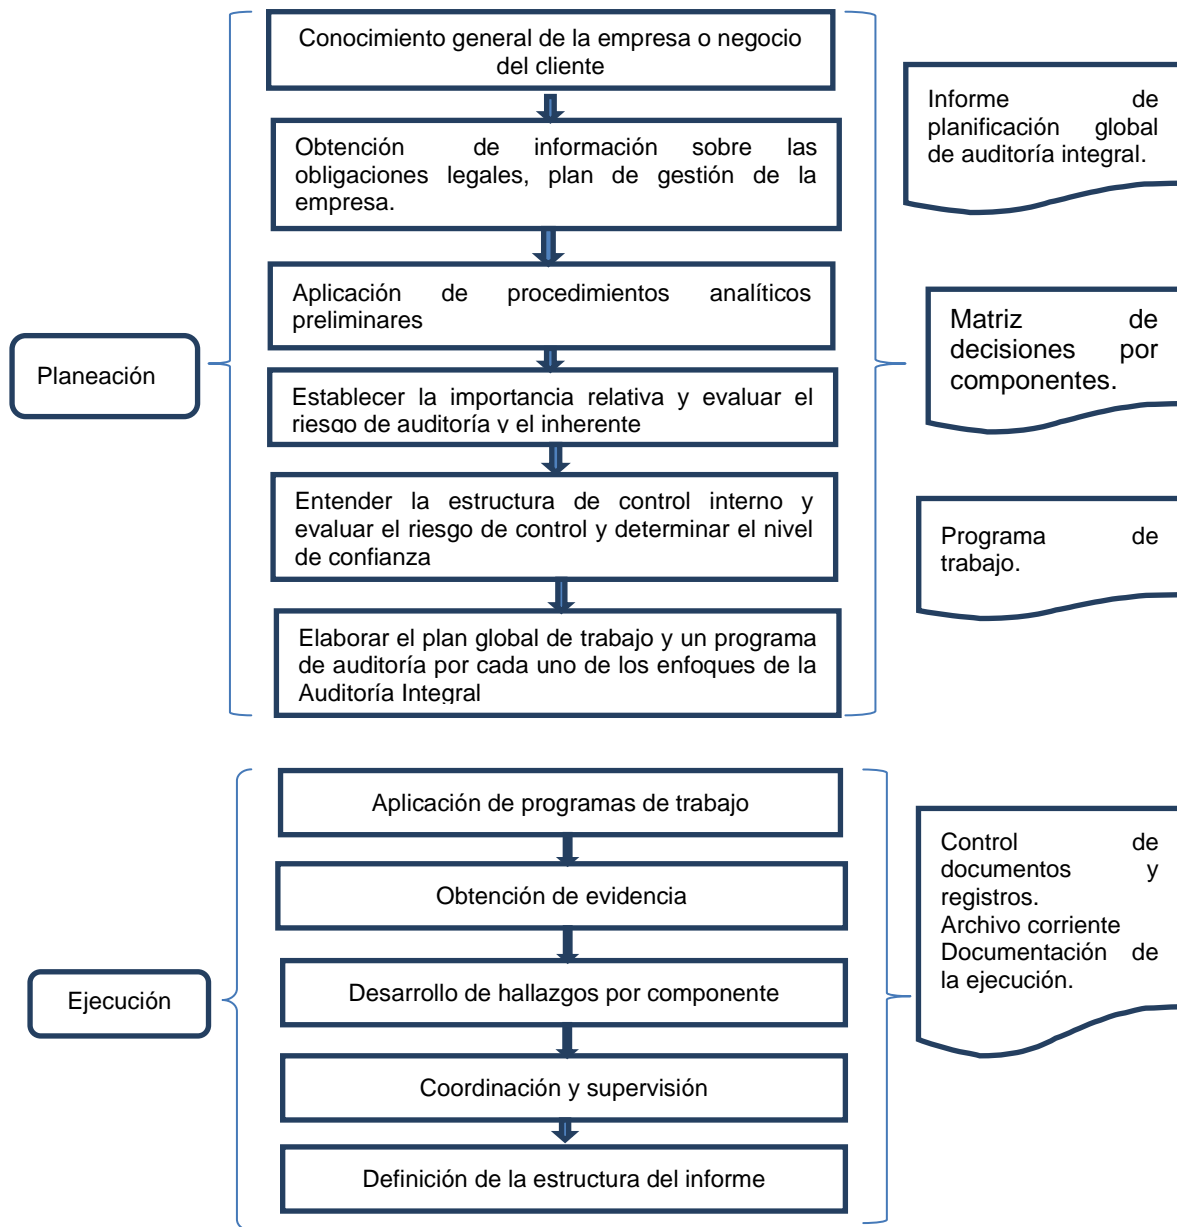 Conocimiento general de la empresa o negocio
del cliente
Obtención de información sobre las
obligaciones legales, plan de gestión de la
empresa.
Aplicación de procedimientos analíticos
preliminares
Planeación
Establecer la importancia relativa y evaluar el
riesgo de auditoría y el inherente
Entender la estructura de control interno y
evaluar el riesgo de control y determinar el nivel
de confianza
Elaborar el plan global de trabajo y un programa
de auditoría por cada uno de los enfoques de la
Auditoría Integral
Informe de
planificación global
de auditoría integral.
Matriz de
decisiones por
componentes.
Programa de
trabajo.
Aplicación de programas de trabajo
Obtención de evidencia
Ejecución
Desarrollo de hallazgos por componente
Coordinación y supervisión
Definición de la estructura del informe
Control de
documentos y
registros.
Archivo corriente
Documentación de
la ejecución.